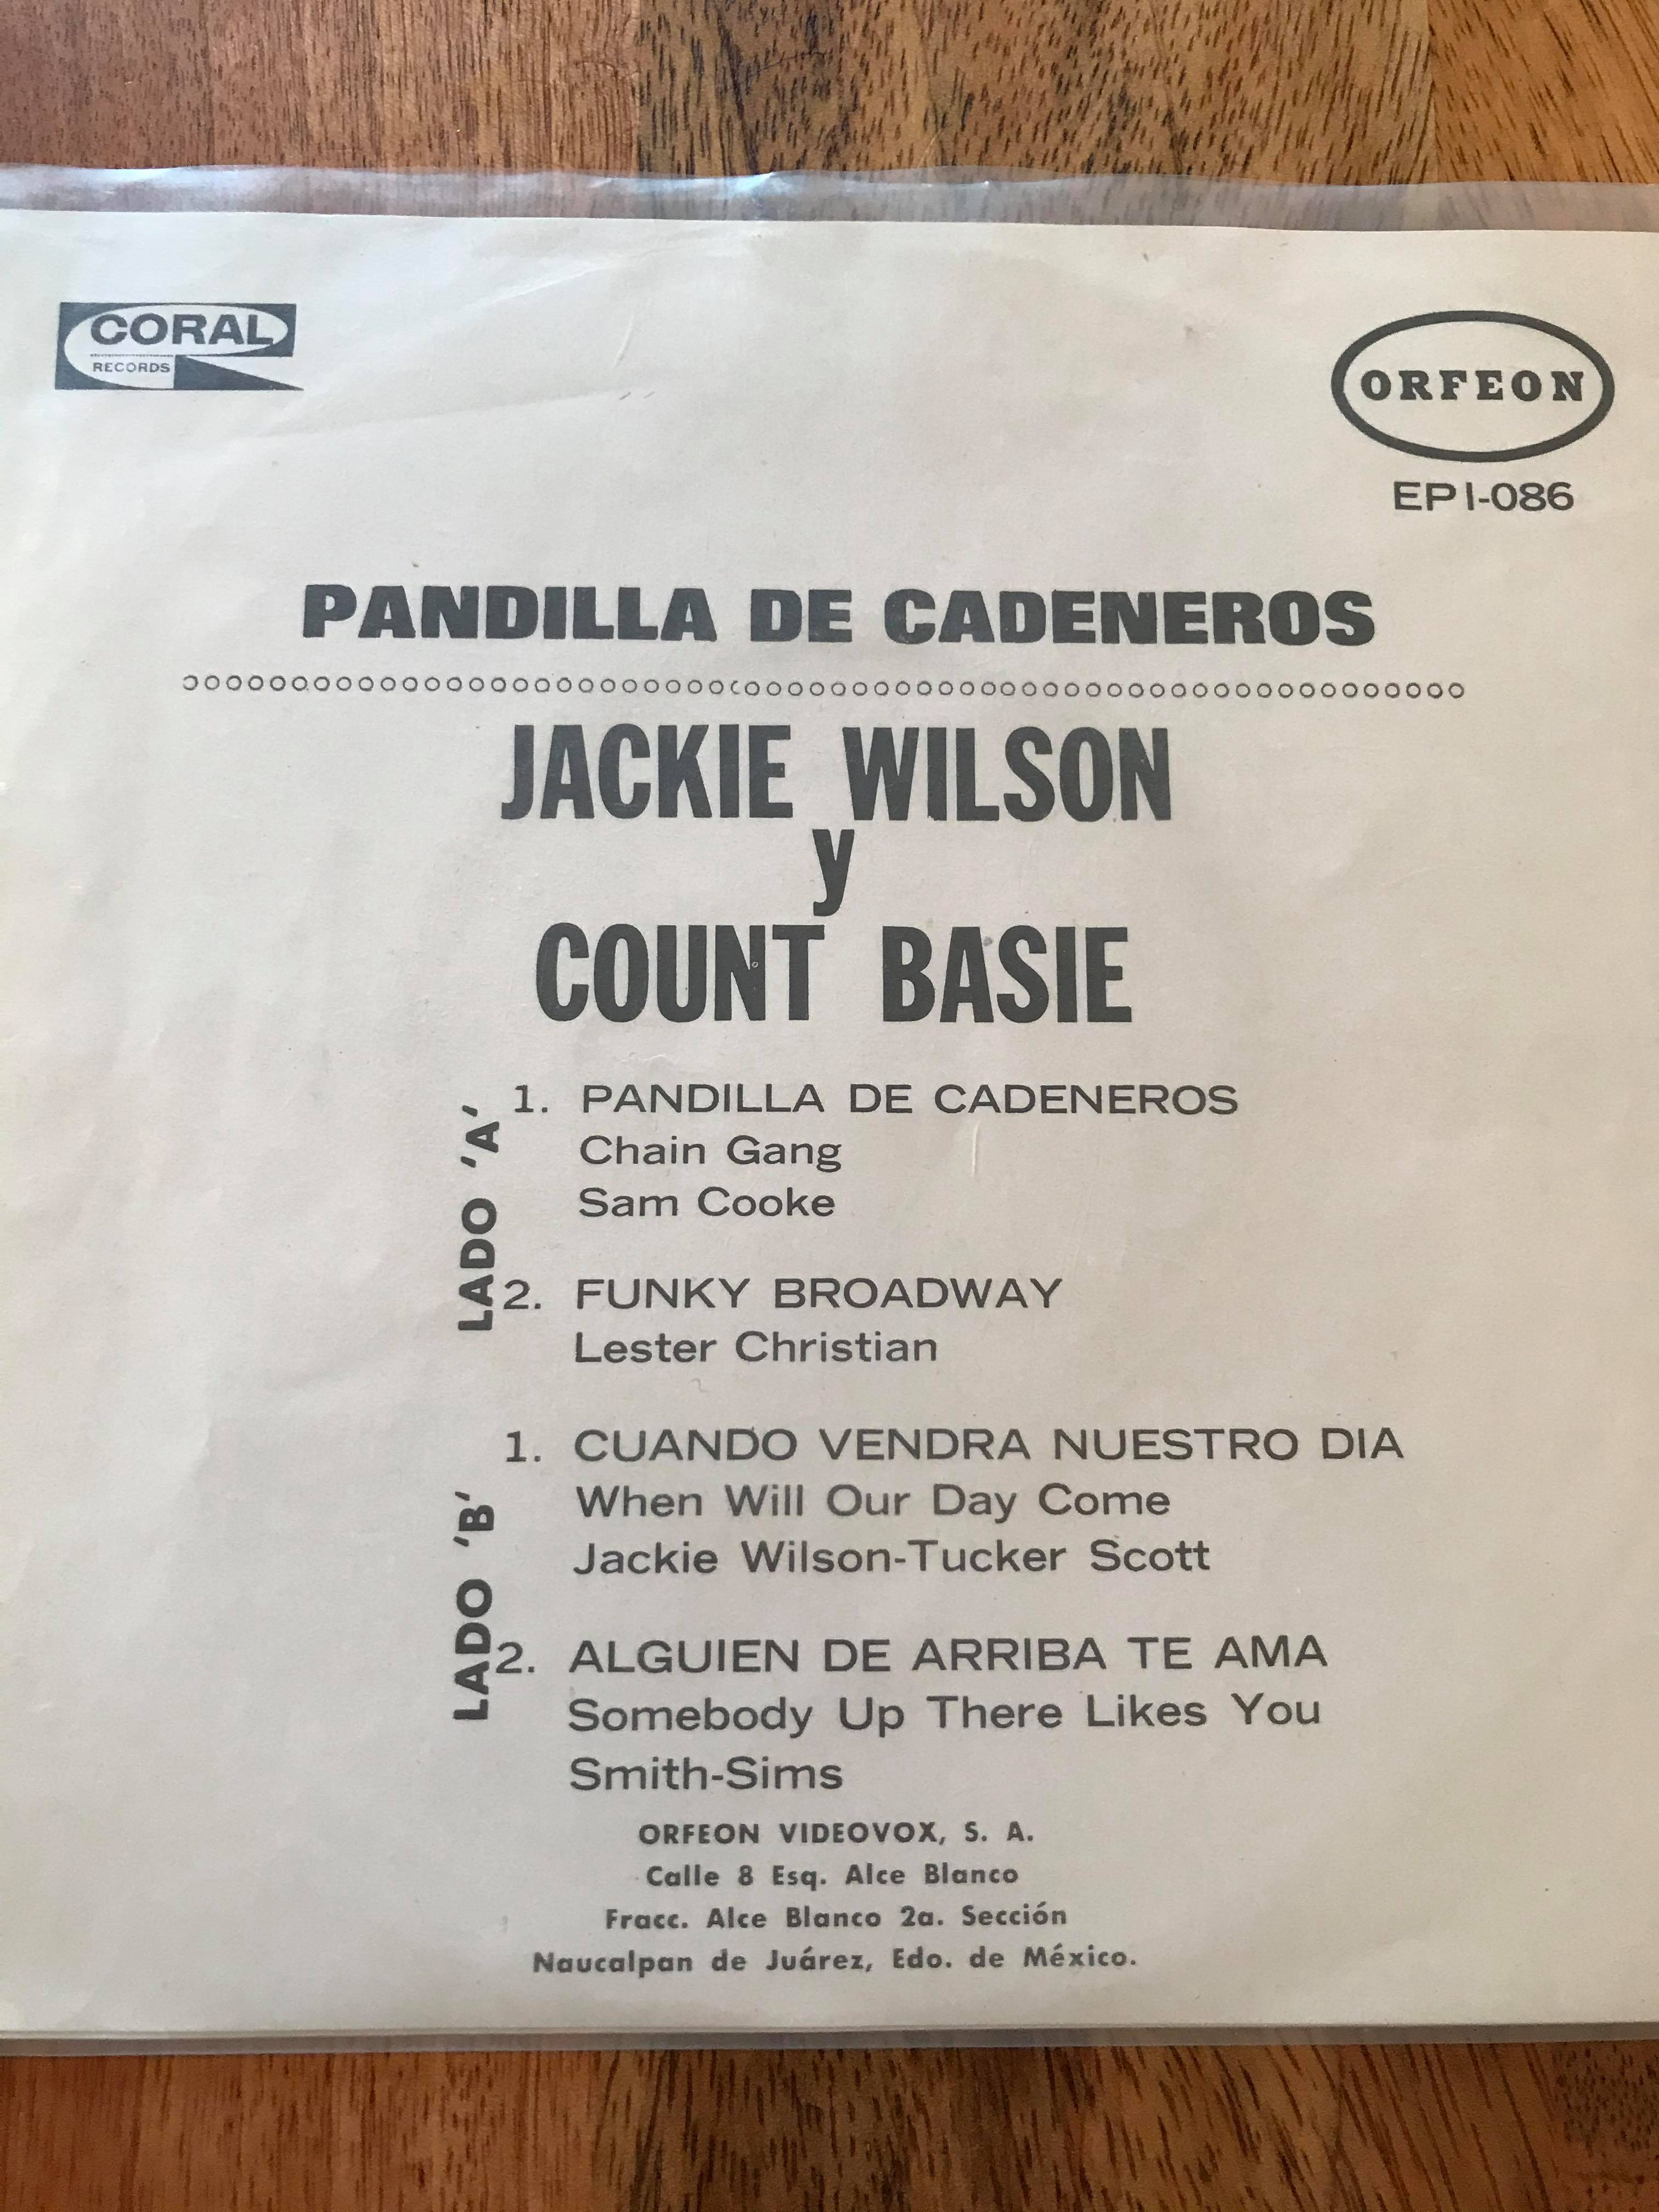 CORAL
RECORDS
ORFEON
EPI-086
PANDILLA DE CADENEROS
JACKIE WILSON
y
COUNT BASIE
LADO 'A'
1. PANDILLA DE CADENEROS
Chain Gang
Sam Cooke
2. FUNKY BROADWAY
Lester Christian
LADO 'B'
1. CUANDO VENDRA NUESTRO DIA
When Will Our Day Come
Jackie Wilson-Tucker Scott
2. ALGUIEN DE ARRIBA TE AMA
Somebody Up There Likes You
Smith-Sims
ORFEON VIDEOVOX, S. A.
Calle 8 Esq. Alce Blanco
Fracc. Alce Blanco 2a. Sección
Naucalpan de Juárez, Edo. de México.